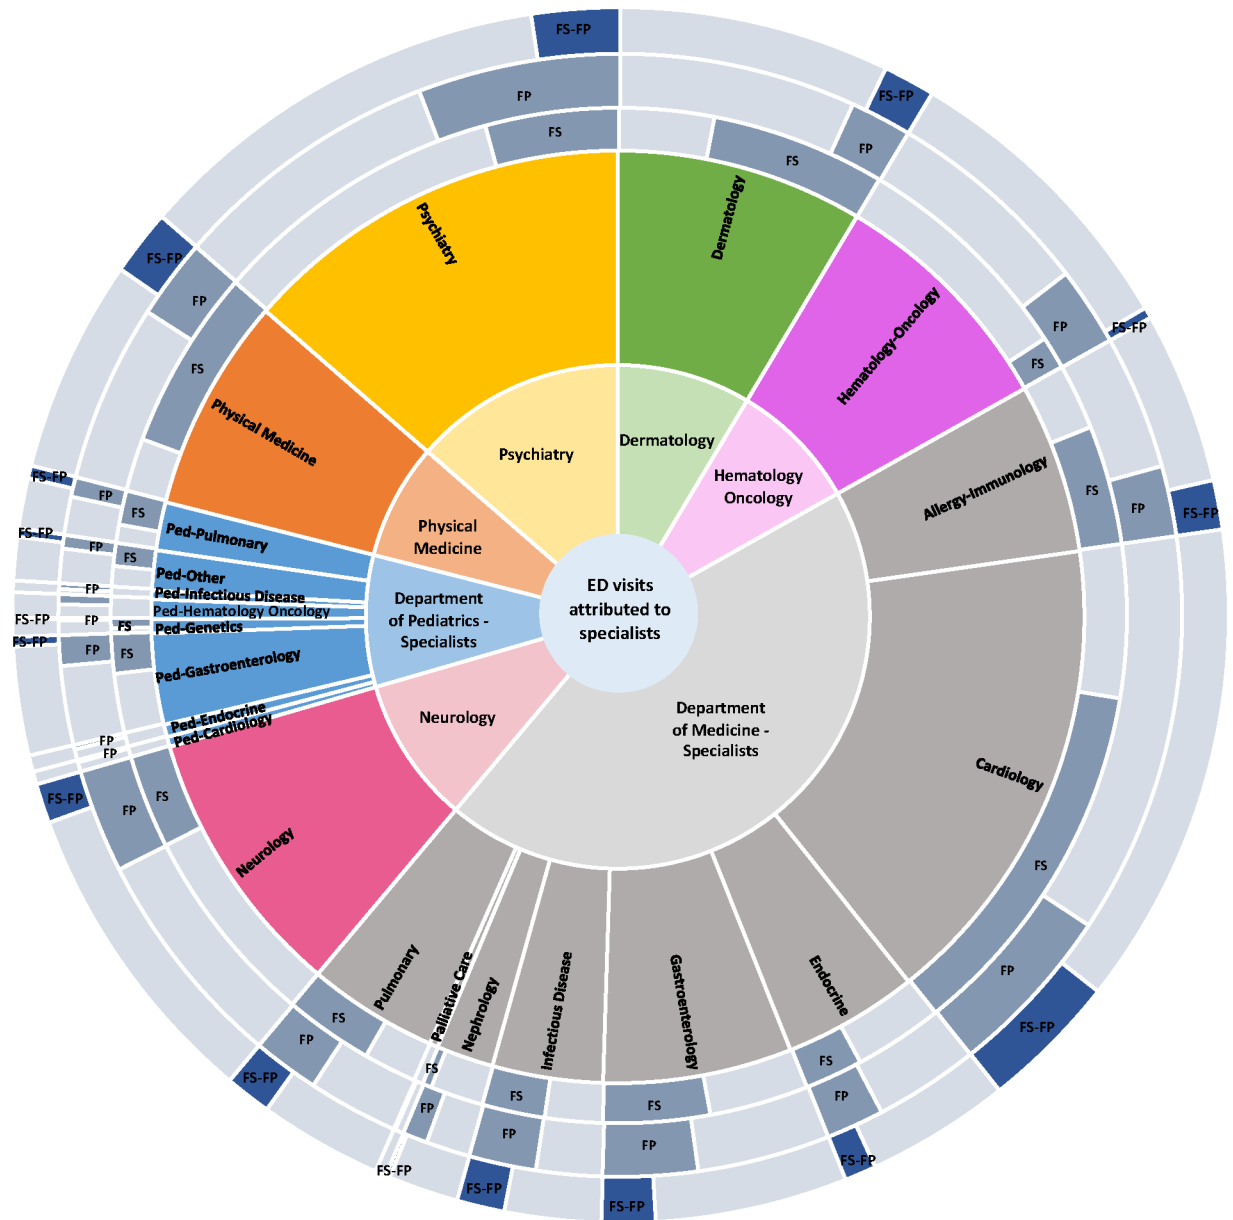 FS-FP
FP
FS
FS-FP
FP
FS
Psychiatry
Dermatology
FS-FP
FP
FS
Hematology-Oncology
FS-FP
FP
FS
Physical Medicine
Psychiatry
Dermatology
Hematology
Oncology
Allergy-Immunology
FS
FP
FS-FP
Physical
Medicine
FS-FP
FP
FS
Ped-Pulmonary
FS-FP
FP
FS
Ped-Other
FP
Ped-Infectious Disease
Ped-Hematology Oncology
FS-FP
FP
FS
Ped-Genetics
FS-FP
FP
FS
Ped-Gastroenterology
Department
of Pediatrics -
Specialists
ED visits
attributed to
specialists
Ped-Endocrine
FP
Ped-Cardiology
FP
Neurology
Department
of Medicine -
Specialists
Cardiology
FS-FP
FP
FS
Neurology
FS
FP
FS-FP
Pulmonary
Palliative Care
Nephrology
Infectious Disease
Gastroenterology
Endocrine
FS
FP
FS-FP
FS
FP
FS-FP
FS
FP
FS-FP
FS
FP
FS-FP
FS
FP
FS-FP